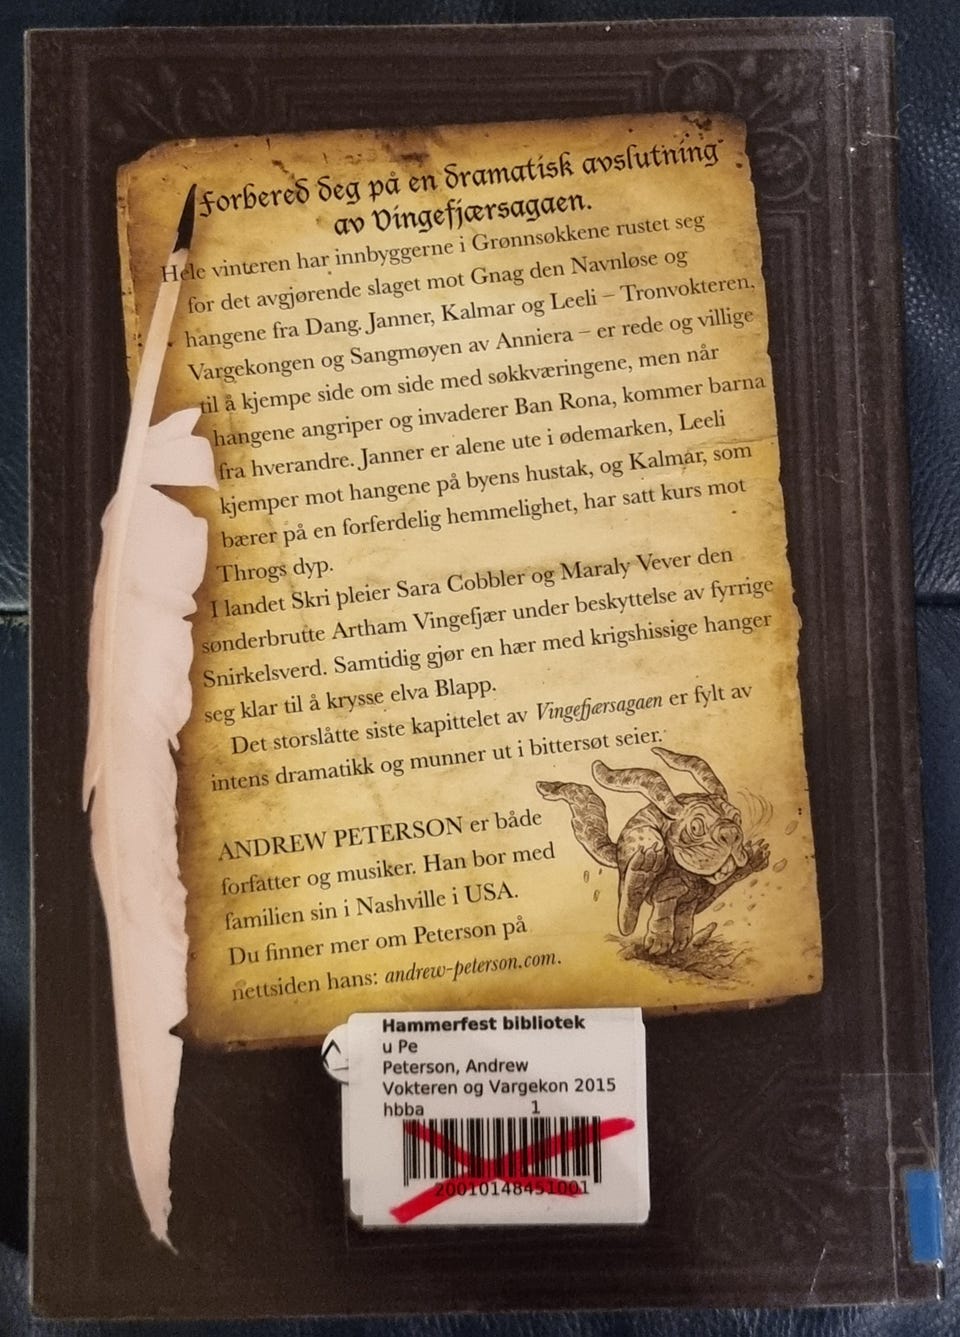 Forbered deg på en dramatisk avslutning
av Vingefjærsagaen.
Hele vinteren har innbyggerne i Grønnsøkkene rustet seg
for det avgjørende slaget mot Gnag den Navnløse og
hangene fra Dang. Janner, Kalmar og Leeli – Tronvokteren,
Vargekongen og Sangmøyen av Anniera – er rede og villige
til å kjempe side om side med søkkværingene, men når
hangene angriper og invaderer Ban Rona, kommer barna
fra hverandre. Janner er alene ute i ødemarken, Leeli
kjemper mot hangene på byens hustak, og Kalmar, som
bærer på en forferdelig hemmelighet, har satt kurs mot
Throgs dyp.
I landet Skri pleier Sara Cobbler og Maraly Vever den
sønderbrutte Artham Vingefjær under beskyttelse av fyrrige
Snirkelsverd. Samtidig gjør en hær med krigshissige hanger
seg klar til å krysse elva Blapp.
Det storslåtte siste kapittelet av Vingefjærsagaen er fylt av
intens dramatikk og munner ut i bittersøt seier.
ANDREW PETERSON er både
forfatter og musiker. Han bor med
familien sin i Nashville i USA.
Du finner mer om Peterson på
nettsiden hans: andrew-peterson.com.
Hammerfest bibliotek
u Pe
Peterson, Andrew
Vokteren og Vargekon 2015
hbba 1
20010148451001